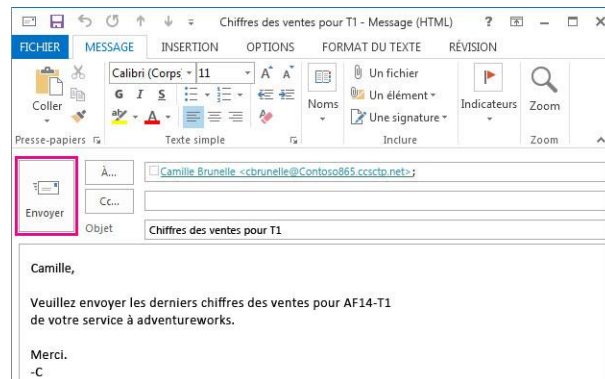 Chiffres des ventes pour T1 - Message (HTML)
FICHIER MESSAGE INSERTION OPTIONS FORMAT DU TEXTE RÉVISION
Coller
Calibri (Corps 11 A A
G I S
ab A
Noms
Un fichier
Un élément
Une signature
Indicateurs
Zoom
Presse-papiers Texte simple Inclure Zoom
Envoyer
À... Camille Brunelle <cbrunelle@Contoso865.ccsctp.net>;
Cc...
Objet Chiffres des ventes pour T1
Camille,
Veuillez envoyer les derniers chiffres des ventes pour AF14-T1
de votre service à adventureworks.
Merci.
-C